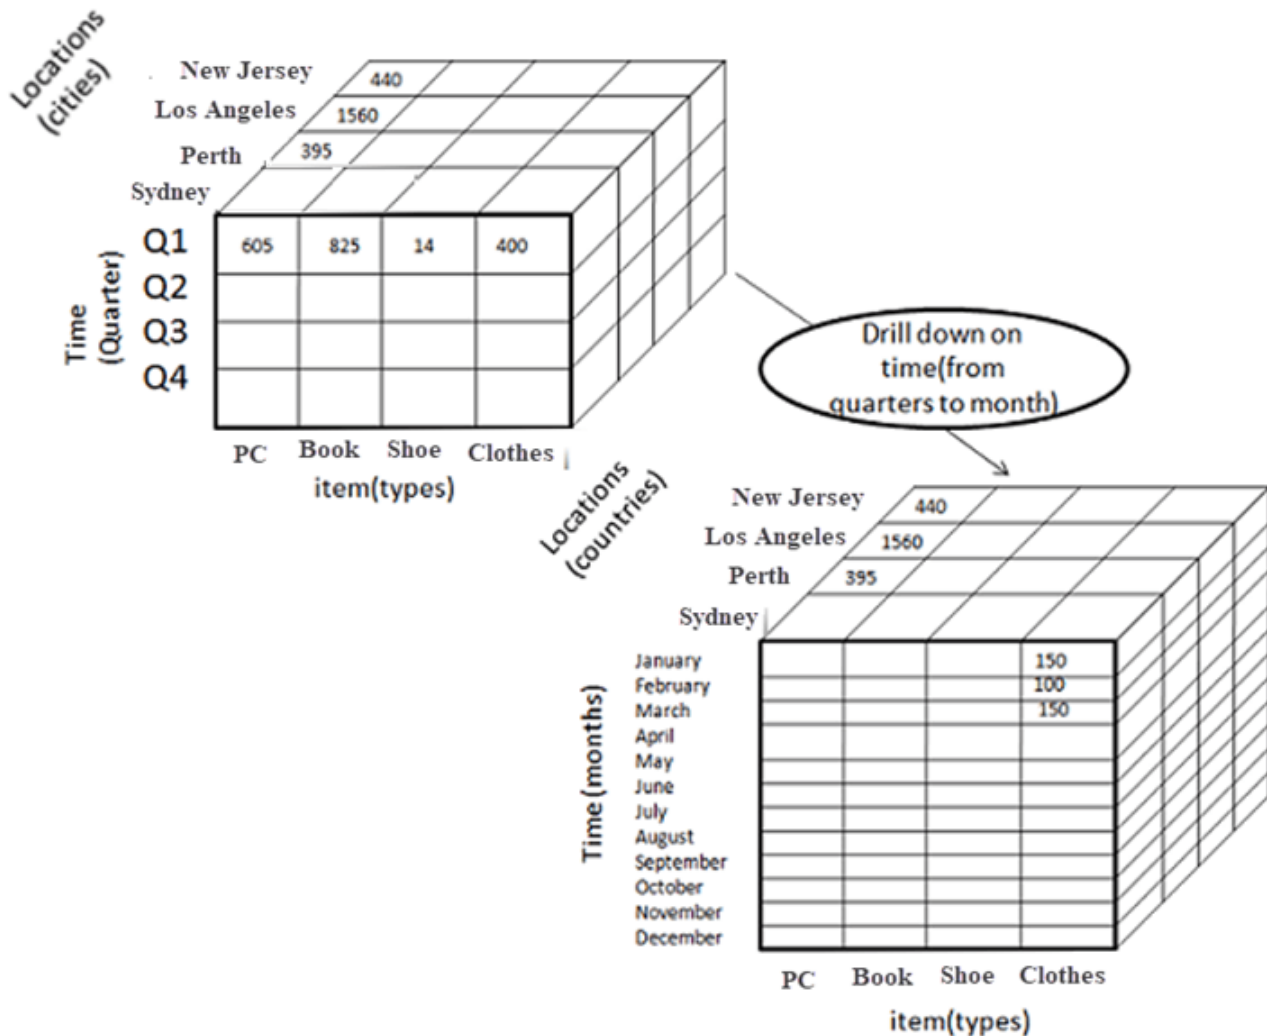 Locations
(cities)
New Jersey
440
Los Angeles
1560
Perth
395
Sydney
Time
(Quarter)
Q1
605 825 14 400
Q2
Q3
Q4
PC Book Shoe Clothes
item(types)
Drill down on
time(from
quarters to month)
Locations
(countries)
New Jersey
440
Los Angeles
1560
Perth
395
Sydney
Time(months)
January 150
February 100
March 150
April
May
June
July
August
September
October
November
December
PC Book Shoe Clothes
item(types)